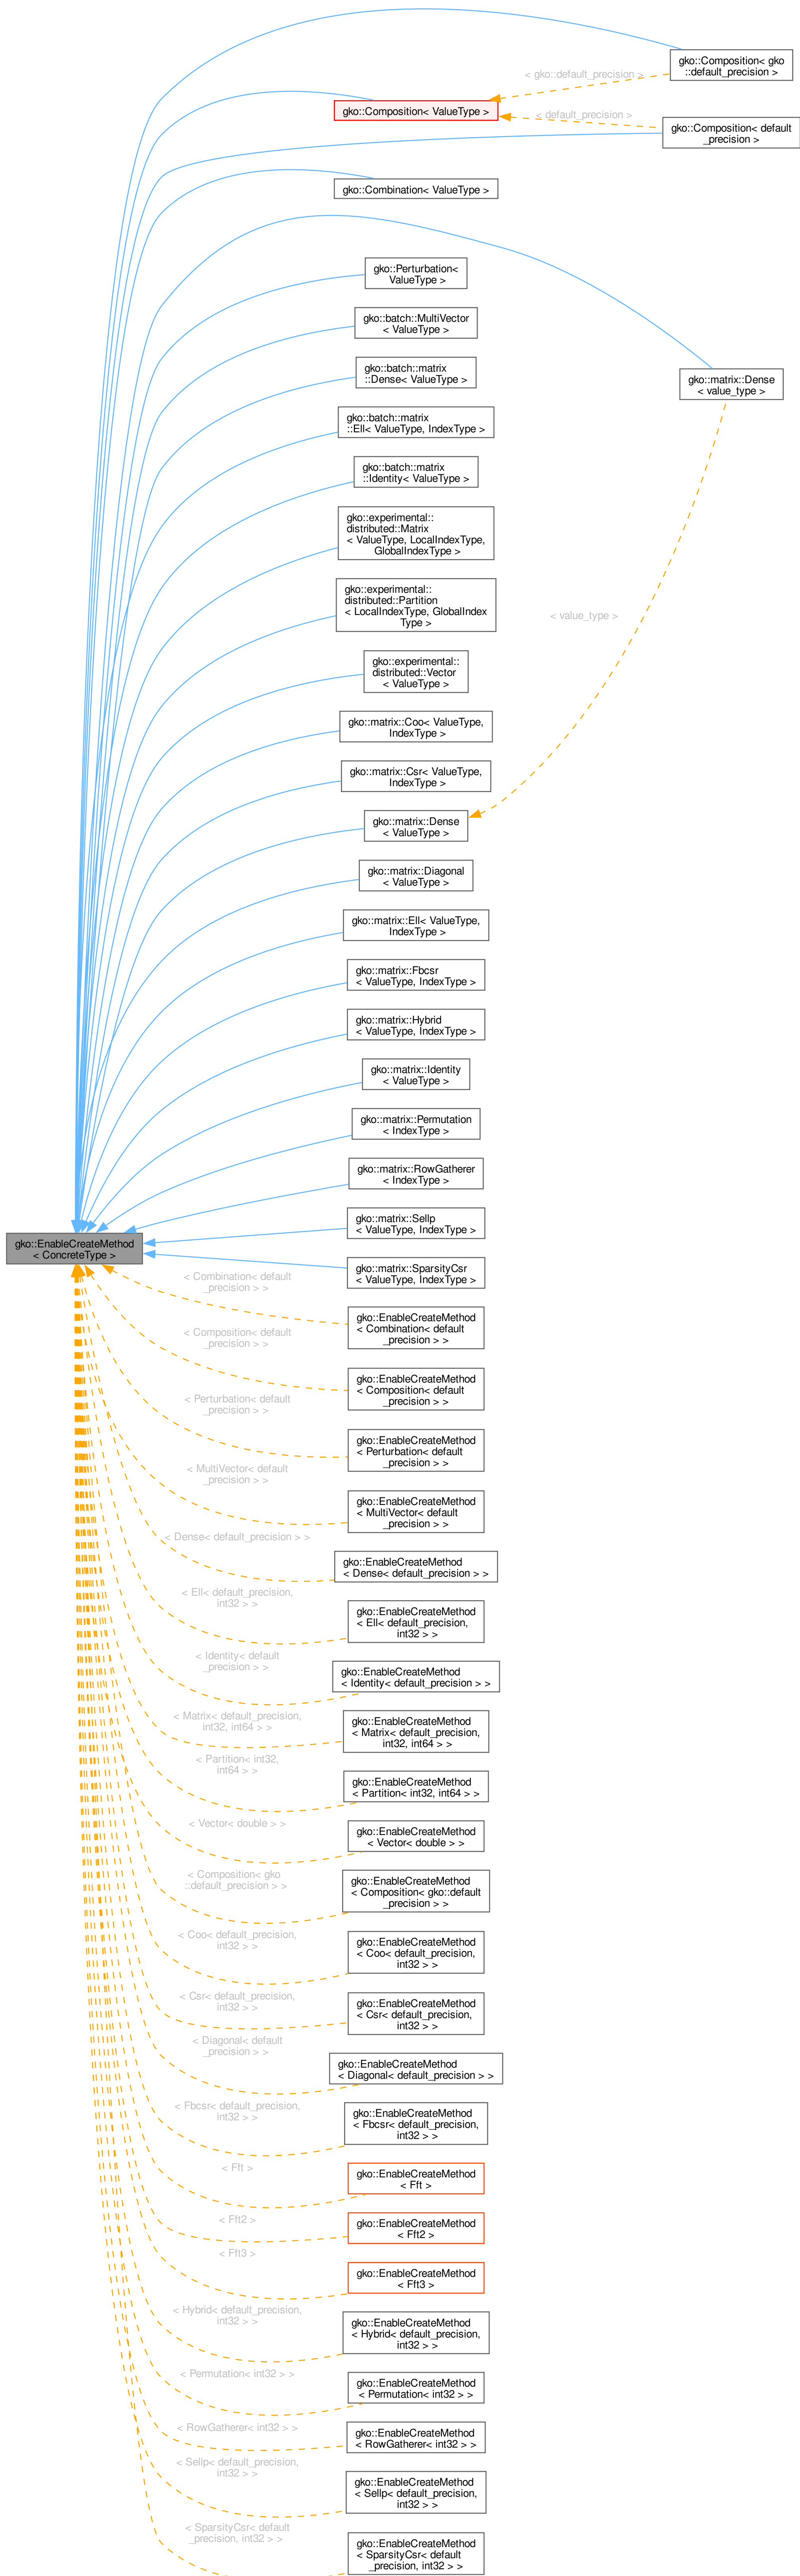 gko::Composition< gko
::default_precision >
< gko::default_precision >
gko::Composition< ValueType >
< default_precision >
gko::Composition< default
_precision >
gko::Combination< ValueType >
gko::Perturbation<
ValueType >
gko::batch::MultiVector
< ValueType >
gko::batch::matrix
::Dense< ValueType >
gko::matrix::Dense
< value_type >
gko::batch::matrix
::Ell< ValueType, IndexType >
gko::batch::matrix
::Identity< ValueType >
gko::experimental::
distributed::Matrix
< ValueType, LocalIndexType,
GlobalIndexType >
gko::experimental::
distributed::Partition
< LocalIndexType, GlobalIndex
Type >
< value_type >
gko::experimental::
distributed::Vector
< ValueType >
gko::matrix::Coo< ValueType,
IndexType >
gko::matrix::Csr< ValueType,
IndexType >
gko::matrix::Dense
< ValueType >
gko::matrix::Diagonal
< ValueType >
gko::matrix::Ell< ValueType,
IndexType >
gko::matrix::Fbcsr
< ValueType, IndexType >
gko::matrix::Hybrid
< ValueType, IndexType >
gko::matrix::Identity
< ValueType >
gko::matrix::Permutation
< IndexType >
gko::matrix::RowGatherer
< IndexType >
gko::matrix::Sellp
< ValueType, IndexType >
gko::EnableCreateMethod
< ConcreteType >
gko::matrix::SparsityCsr
< ValueType, IndexType >
< Combination< default
_precision > >
gko::EnableCreateMethod
< Combination< default
_precision > >
< Composition< default
_precision > >
gko::EnableCreateMethod
< Composition< default
_precision > >
< Perturbation< default
_precision > >
gko::EnableCreateMethod
< Perturbation< default
_precision > >
< MultiVector< default
_precision > >
gko::EnableCreateMethod
< MultiVector< default
_precision > >
< Dense< default_precision > >
gko::EnableCreateMethod
< Dense< default_precision > >
< Ell< default_precision,
int32 > >
gko::EnableCreateMethod
< Ell< default_precision,
int32 > >
< Identity< default
_precision > >
gko::EnableCreateMethod
< Identity< default_precision > >
< Matrix< default_precision,
int32, int64 > >
gko::EnableCreateMethod
< Matrix< default_precision,
int32, int64 > >
< Partition< int32,
int64 > >
gko::EnableCreateMethod
< Partition< int32, int64 > >
< Vector< double > >
gko::EnableCreateMethod
< Vector< double > >
< Composition< gko
::default_precision > >
gko::EnableCreateMethod
< Composition< gko::default
_precision > >
< Coo< default_precision,
int32 > >
gko::EnableCreateMethod
< Coo< default_precision,
int32 > >
< Csr< default_precision,
int32 > >
gko::EnableCreateMethod
< Csr< default_precision,
int32 > >
< Diagonal< default
_precision > >
gko::EnableCreateMethod
< Diagonal< default_precision > >
< Fbcsr< default_precision,
int32 > >
gko::EnableCreateMethod
< Fbcsr< default_precision,
int32 > >
< Fft >
gko::EnableCreateMethod
< Fft >
< Fft2 >
gko::EnableCreateMethod
< Fft2 >
< Fft3 >
gko::EnableCreateMethod
< Fft3 >
< Hybrid< default_precision,
int32 > >
gko::EnableCreateMethod
< Hybrid< default_precision,
int32 > >
< Permutation< int32 > >
gko::EnableCreateMethod
< Permutation< int32 > >
< RowGatherer< int32 > >
gko::EnableCreateMethod
< RowGatherer< int32 > >
< Sellp< default_precision,
int32 > >
gko::EnableCreateMethod
< Sellp< default_precision,
int32 > >
< SparsityCsr< default
_precision, int32 > >
gko::EnableCreateMethod
< SparsityCsr< default
_precision, int32 > >